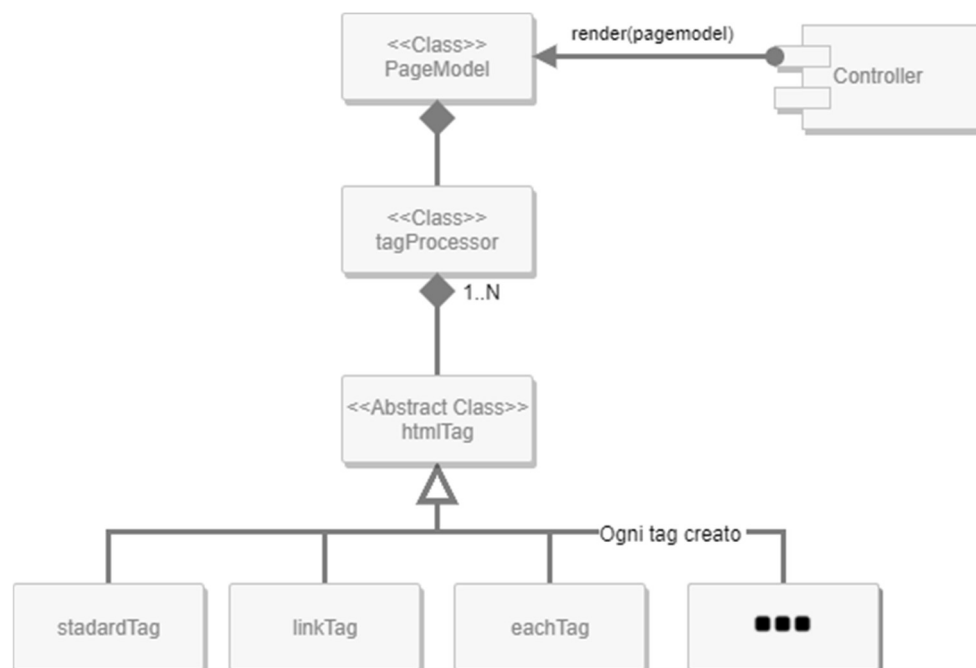 <<Class>>
PageModel
render(pagemodel)
Controller
<<Class>>
tagProcessor
1..N
<<Abstract Class>>
htmlTag
Ogni tag creato
stadardTag
linkTag
eachTag